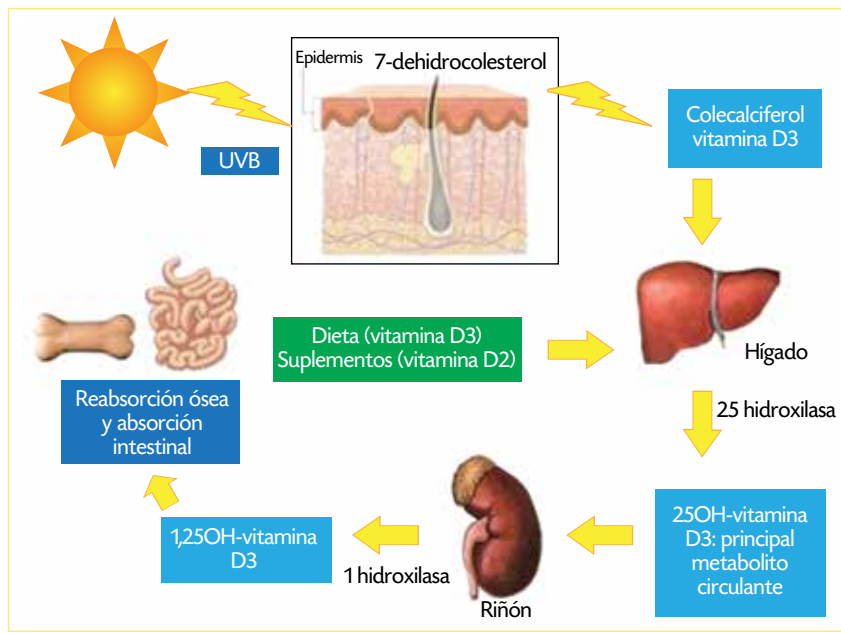 Epidermis
7-dehidrocolesterol
UVB
Colecalciferol
vitamina D3
Dieta (vitamina D3)
Suplementos (vitamina D2)
Hígado
25 hidroxilasa
25OH-vitamina
D3: principal
metabolito
circulante
Riñón
1 hidroxilasa
1,25OH-vitamina
D3
Reabsorción ósea
y absorción
intestinal